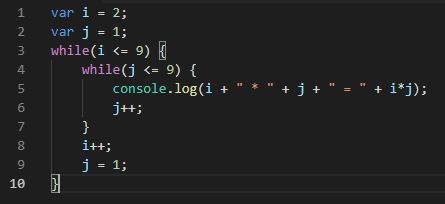 1 var i = 2;
2 var j = 1;
3 while(i <= 9) {
4     while(j <= 9) {
5         console.log(i + " * " + j + " = " + i*j);
6         j++;
7     }
8     i++;
9     j = 1;
10 }